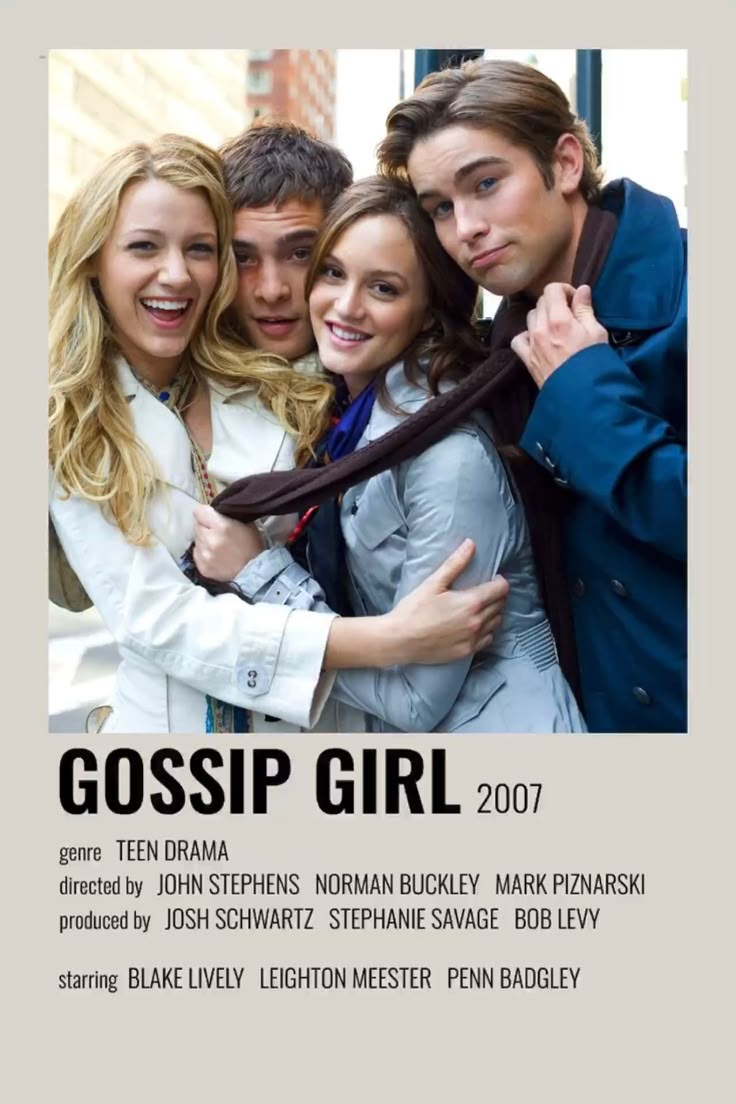 GOSSIP GIRL 2007
genre TEEN DRAMA
directed by JOHN STEPHENS NORMAN BUCKLEY MARK PIZNARSKI
produced by JOSH SCHWARTZ STEPHANIE SAVAGE BOB LEVY
starring BLAKE LIVELY LEIGHTON MEESTER PENN BADGLEY